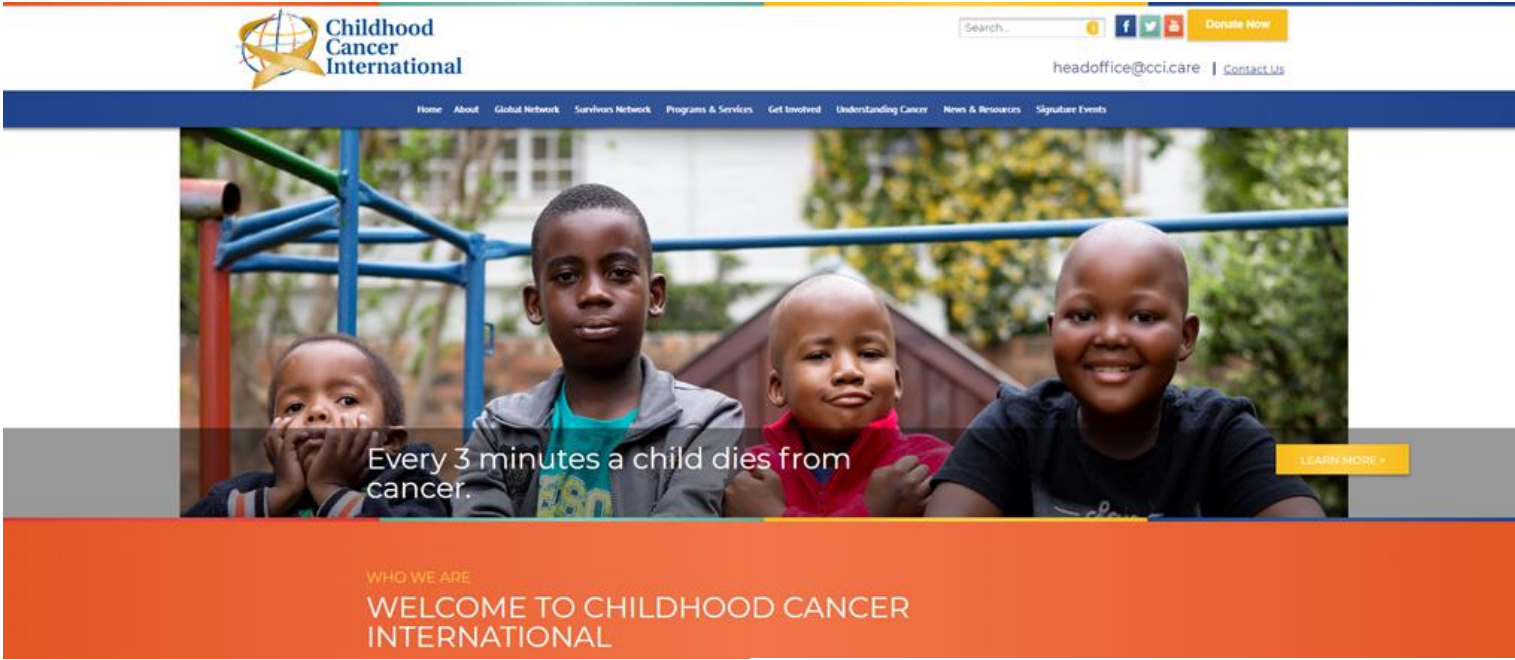 Childhood
Cancer
International
Search...
Donate Now
headoffice@cci.care | Contact Us
Home About Global Network Survivors Network Programs & Services Get Involved Understanding Cancer News & Resources Signature Events
Every 3 minutes a child dies from
cancer.
LEARN MORE »
WHO WE ARE
WELCOME TO CHILDHOOD CANCER
INTERNATIONAL